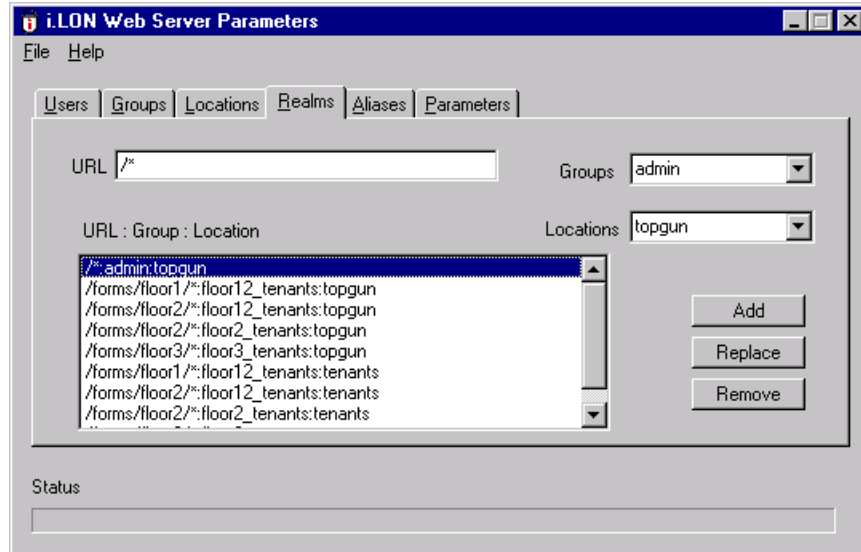 i.LON Web Server Parameters
File Help
Users Groups Locations Realms Aliases Parameters
URL /* Groups admin
URL : Group : Location Locations topgun
/*:admin:topgun
/forms/floor1/*:floor12_tenants:topgun
/forms/floor2/*:floor12_tenants:topgun
/forms/floor2/*:floor2_tenants:topgun
/forms/floor3/*:floor3_tenants:topgun
/forms/floor1/*:floor12_tenants:tenants
/forms/floor2/*:floor12_tenants:tenants
/forms/floor2/*:floor2_tenants:tenants
Add
Replace
Remove
Status